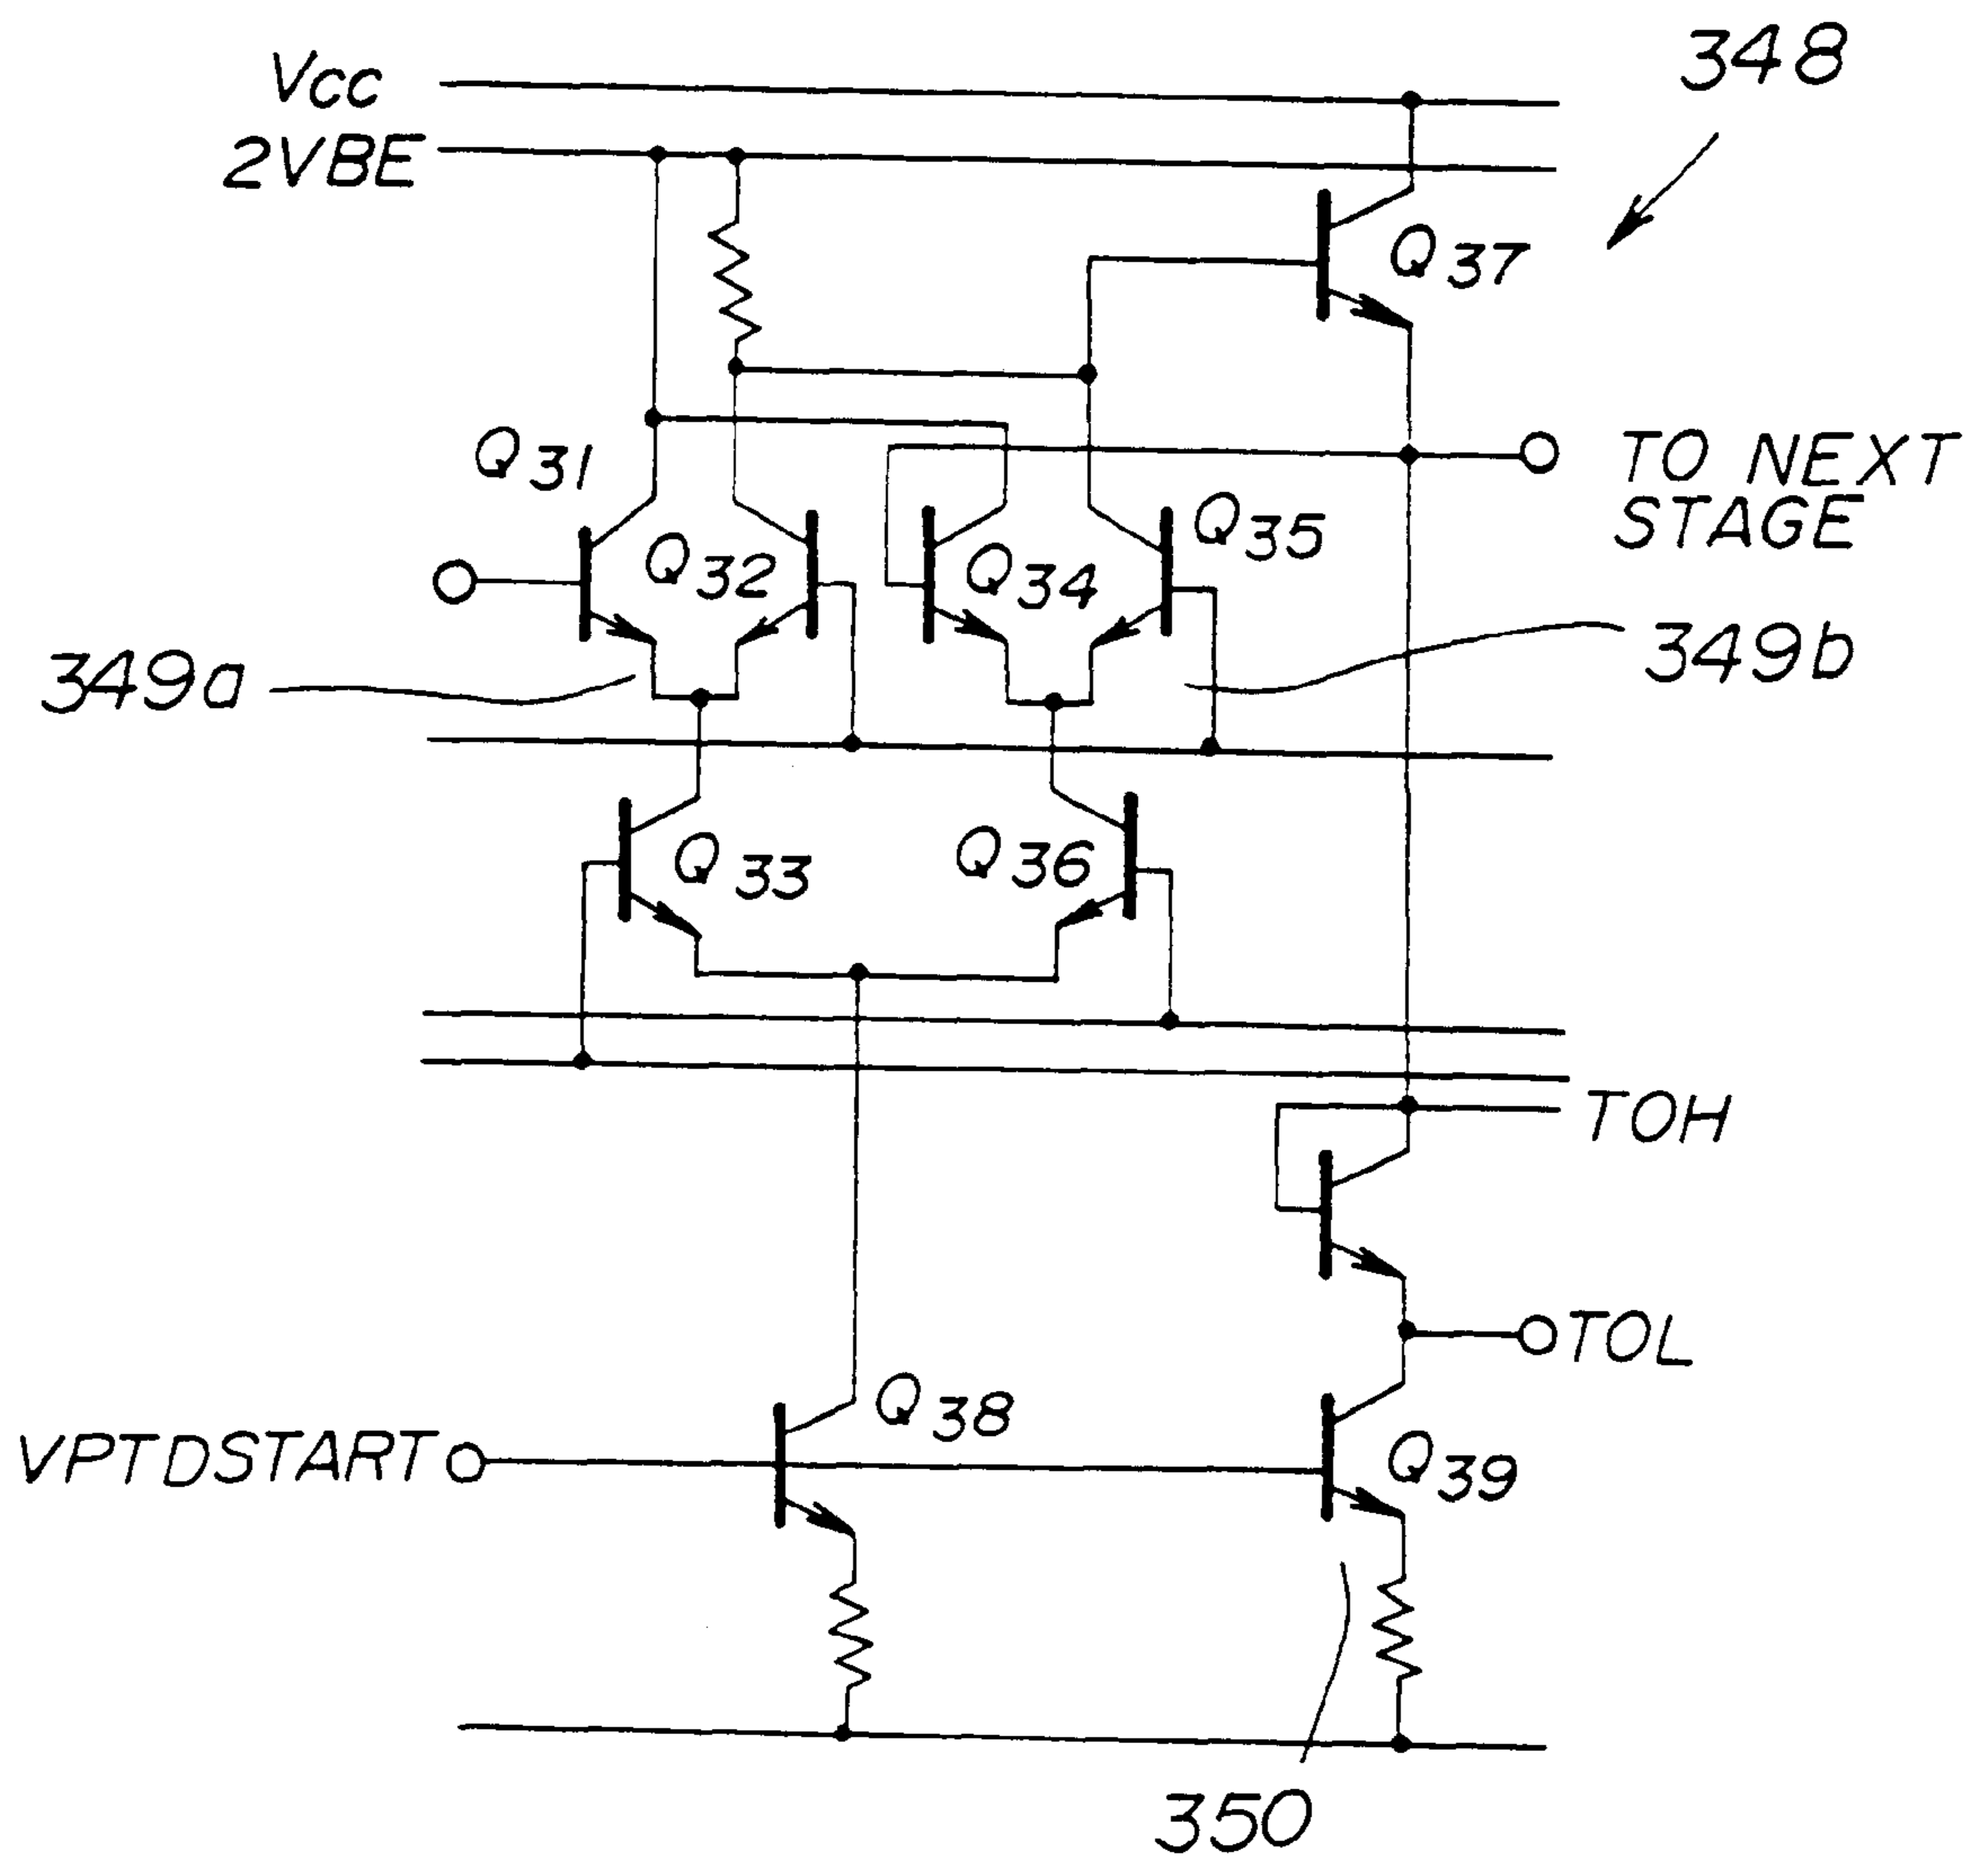 Vcc
348
2VBE
Q37
Q31
TO NEXT
STAGE
Q35
Q32
Q34
349a
349b
Q33
Q36
TOH
TOL
Q38
VPTDSTART
Q39
350